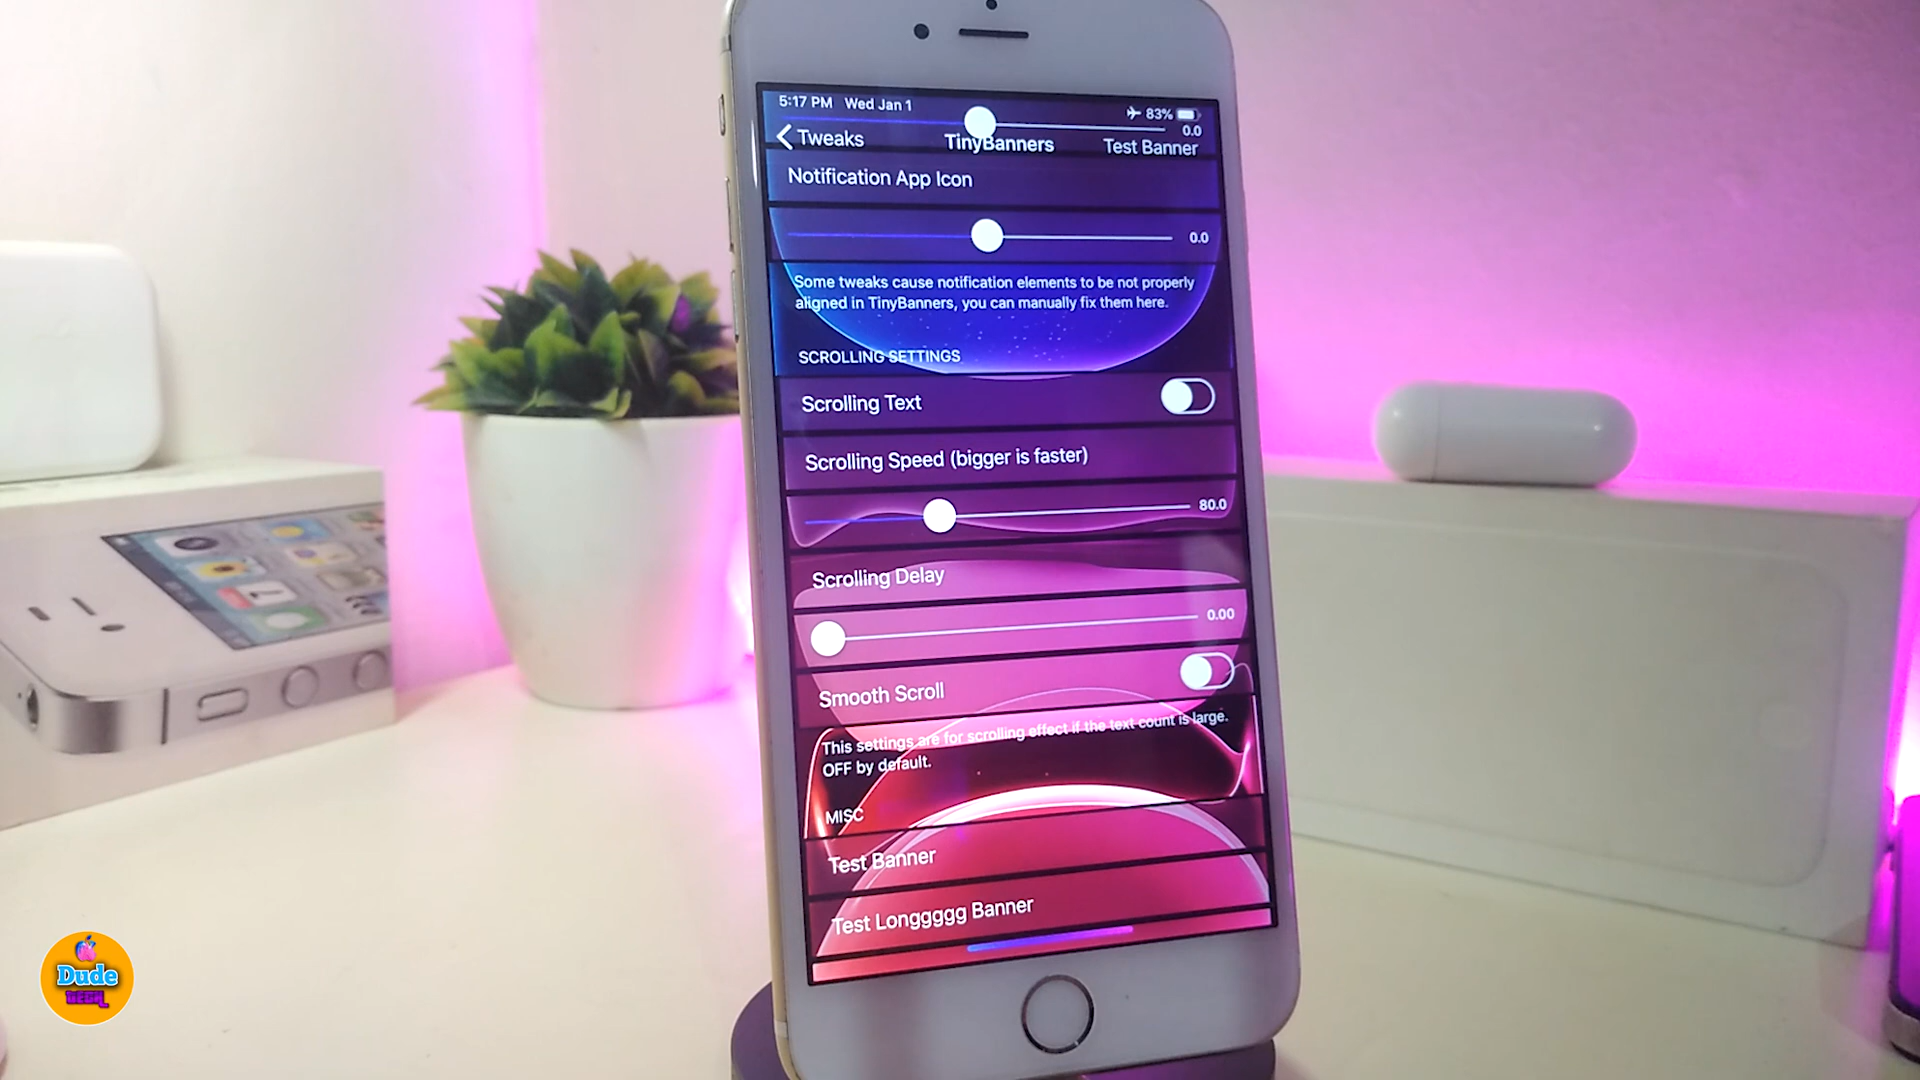 5:17 PM Wed Jan 1
83%
0.0
Tweaks
TinyBanners
Test Banner
Notification App Icon
0.0
Some tweaks cause notification elements to be not properly
aligned in TinyBanners, you can manually fix them here.
SCROLLING SETTINGS
Scrolling Text
Scrolling Speed (bigger is faster)
80.0
Scrolling Delay
0.00
Smooth Scroll
This settings are for scrolling effect if the text count is large.
OFF by default.
MISC
Test Banner
Test Longgggg Banner
Dude
TECH